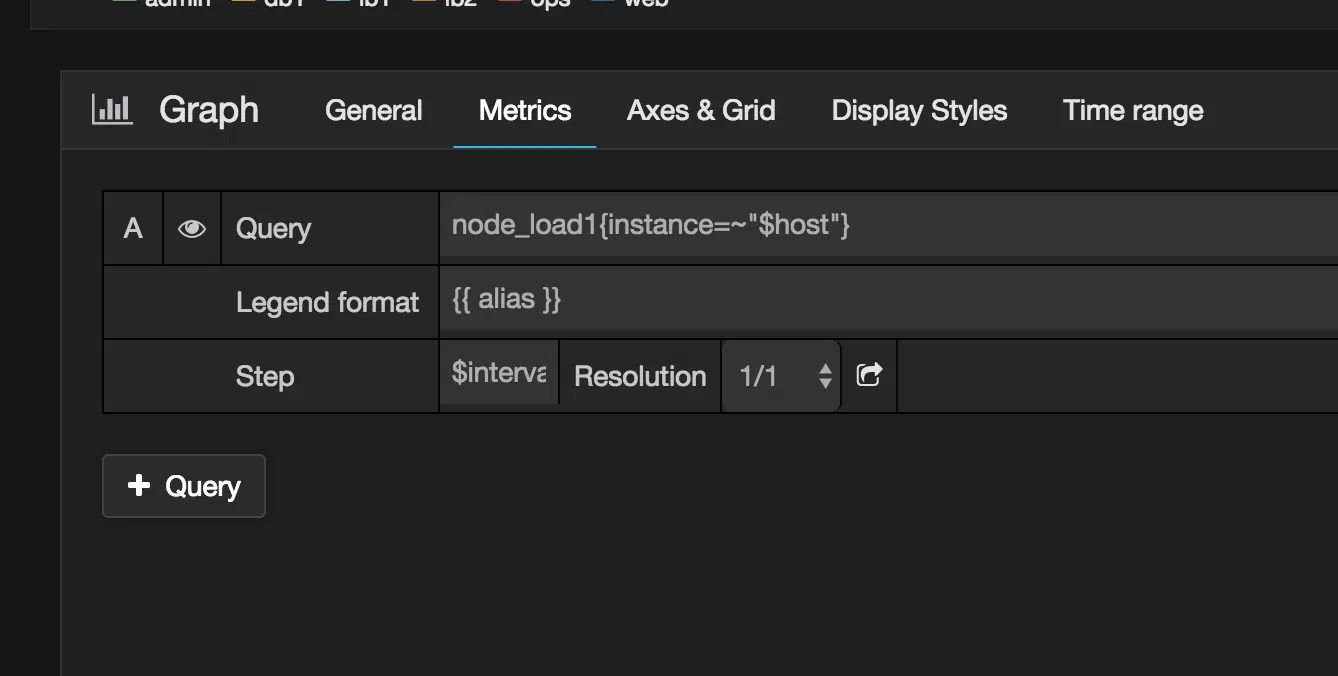 admin db1 lb1 lb2 ops web
Graph General Metrics Axes & Grid Display Styles Time range
A Query node_load1{instance=~"$host"}
Legend format {{ alias }}
Step $interva Resolution 1/1
+ Query